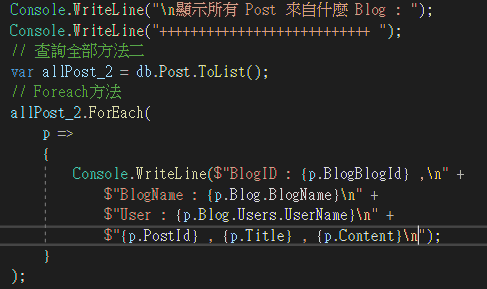 Console.WriteLine("\n顯示所有 Post 來自什麼 Blog : ");
Console.WriteLine("+++++++++++++++++++++++++++ ");
// 查詢全部方法二
var allPost_2 = db.Post.ToList();
// Foreach方法
allPost_2.ForEach(
p =>
{
Console.WriteLine($"BlogID : {p.BlogBlogId} ,\n" +
$"BlogName : {p.Blog.BlogName}\n" +
$"User : {p.Blog.Users.UserName}\n" +
$"{p.PostId} , {p.Title} , {p.Content}\n");
}
);